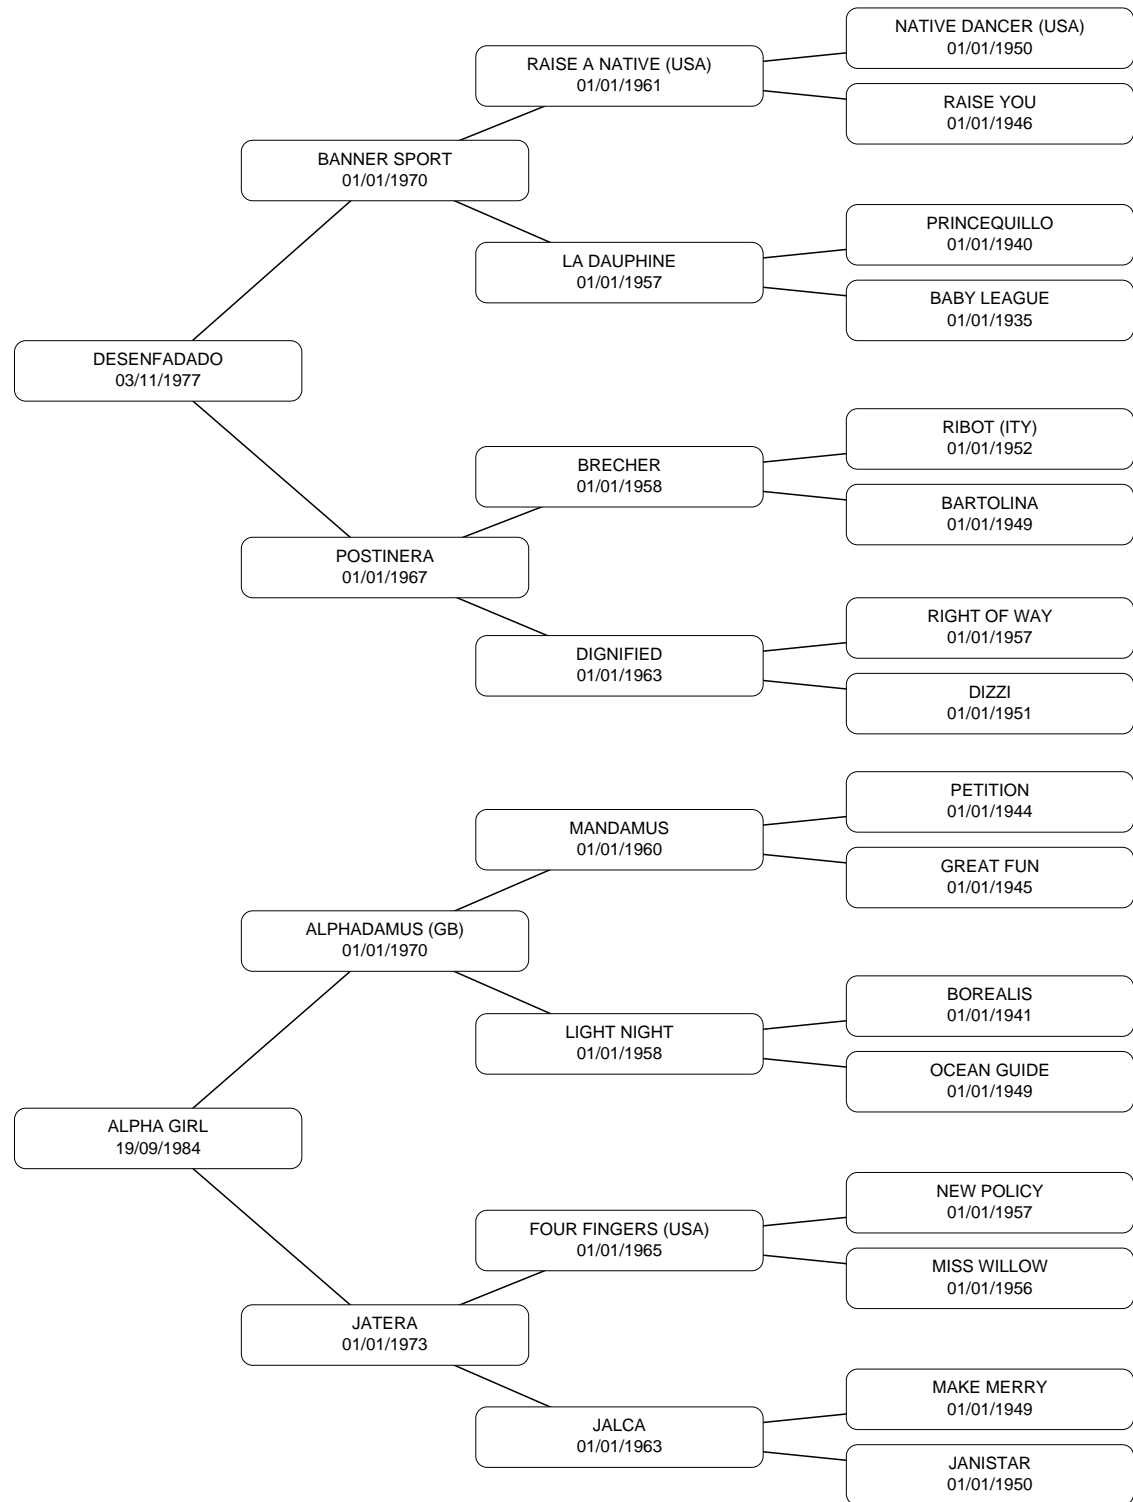 NATIVE DANCER (USA)
01/01/1950
RAISE A NATIVE (USA)
01/01/1961
RAISE YOU
01/01/1946
BANNER SPORT
01/01/1970
PRINCEQUILLO
01/01/1940
LA DAUPHINE
01/01/1957
BABY LEAGUE
01/01/1935
DESENFADADO
03/11/1977
RIBOT (ITY)
01/01/1952
BRECHER
01/01/1958
BARTOLINA
01/01/1949
POSTINERA
01/01/1967
RIGHT OF WAY
01/01/1957
DIGNIFIED
01/01/1963
DIZZI
01/01/1951
PETITION
01/01/1944
MANDAMUS
01/01/1960
GREAT FUN
01/01/1945
ALPHADAMUS (GB)
01/01/1970
BOREALIS
01/01/1941
LIGHT NIGHT
01/01/1958
OCEAN GUIDE
01/01/1949
ALPHA GIRL
19/09/1984
NEW POLICY
01/01/1957
FOUR FINGERS (USA)
01/01/1965
MISS WILLOW
01/01/1956
JATERA
01/01/1973
MAKE MERRY
01/01/1949
JALCA
01/01/1963
JANISTAR
01/01/1950